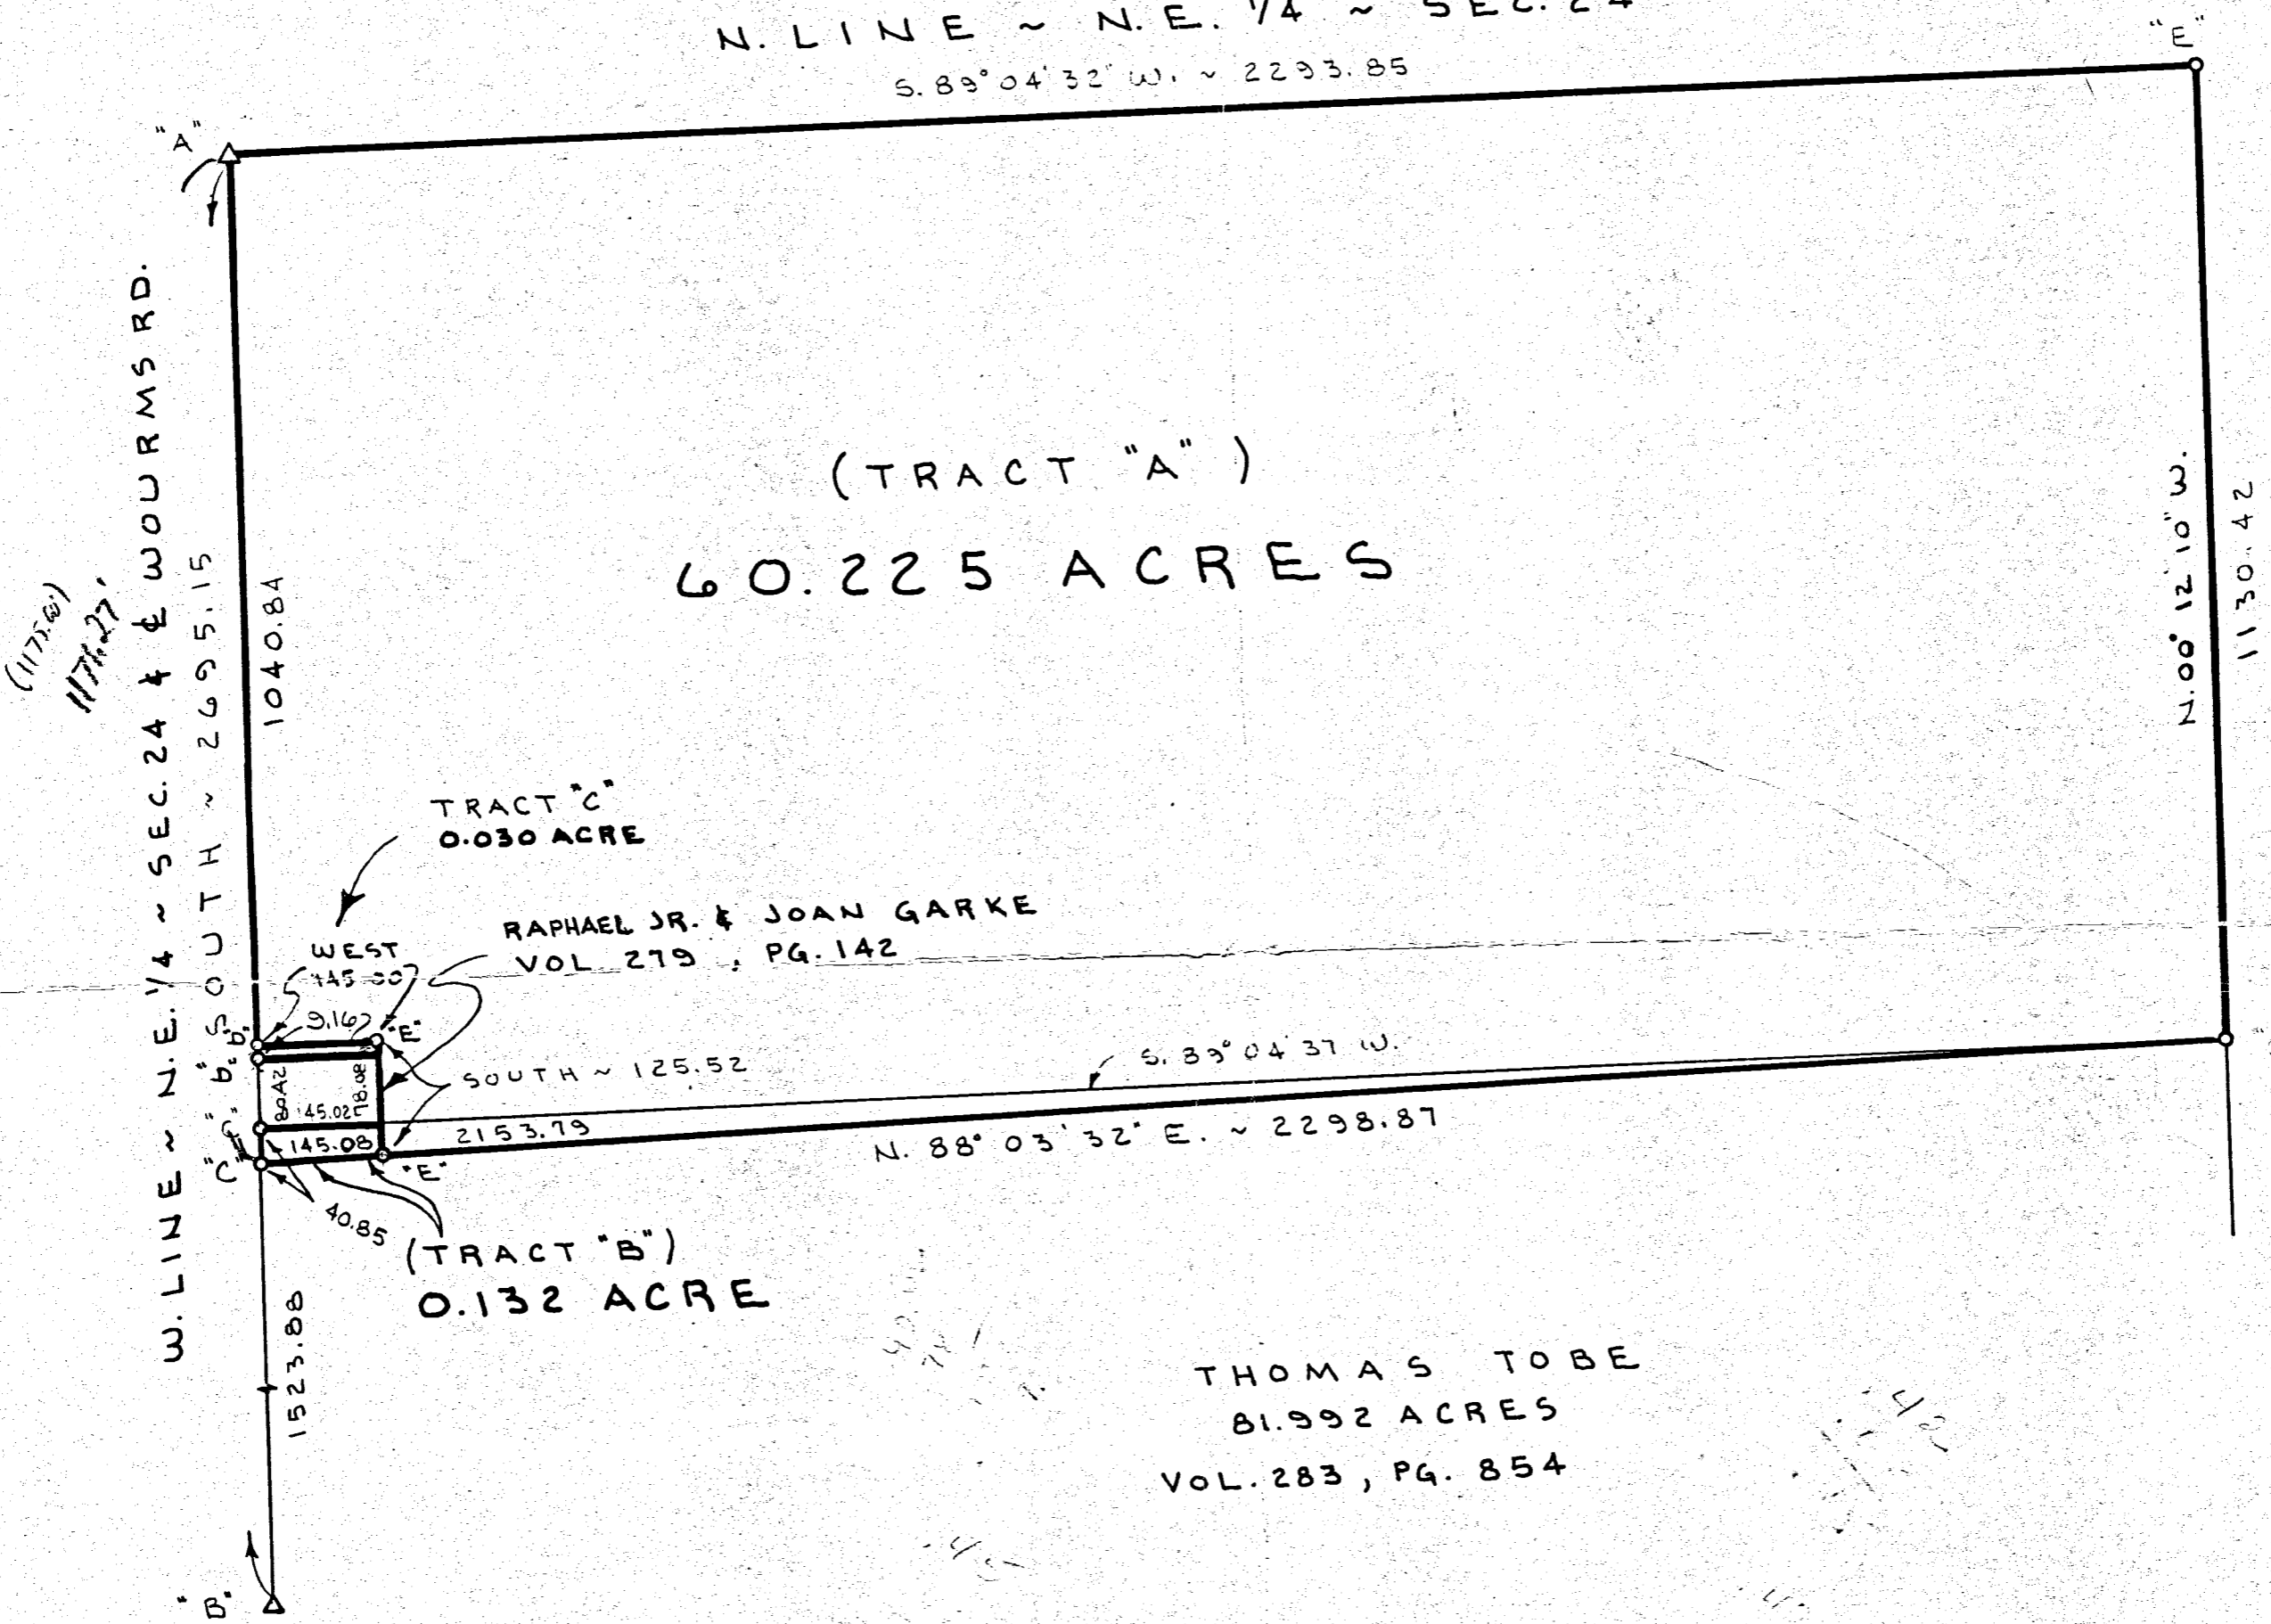 N. LINE ~ N.E. 1/4 ~ SEC. 24
S. 89° 04' 32" W. ~ 2293.85
"E"
"A"
W. LINE ~ N.E. 1/4 ~ SEC. 24 & ℄ WOURMS RD.
SOUTH ~ 2695.15
1040.84
(TRACT "A")
60.225 ACRES
N. 00° 12' 10" W.
1130.42
TRACT "C"
0.030 ACRE
RAPHAEL JR. & JOAN GARKE
VOL 279, PG. 142
WEST
145.00
9.16
"D"
"E"
"D"
80.42
145.02
SOUTH ~ 125.52
S. 89° 04' 37" W.
"C"
145.08
2153.79
N. 88° 03' 32" E. ~ 2298.87
"C"
"E"
40.85
(TRACT "B")
0.132 ACRE
1523.88
THOMAS TOBE
81.992 ACRES
VOL. 283, PG. 854
"B"